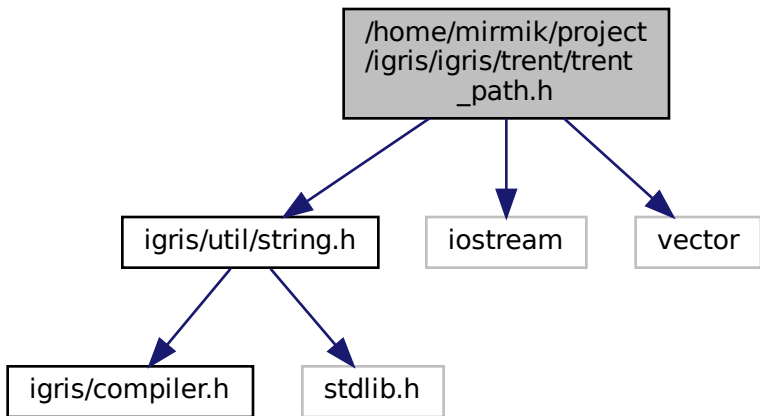 /home/mirmik/project
/igris/igris/trent/trent
_path.h
igris/util/string.h
iostream
vector
igris/compiler.h
stdlib.h